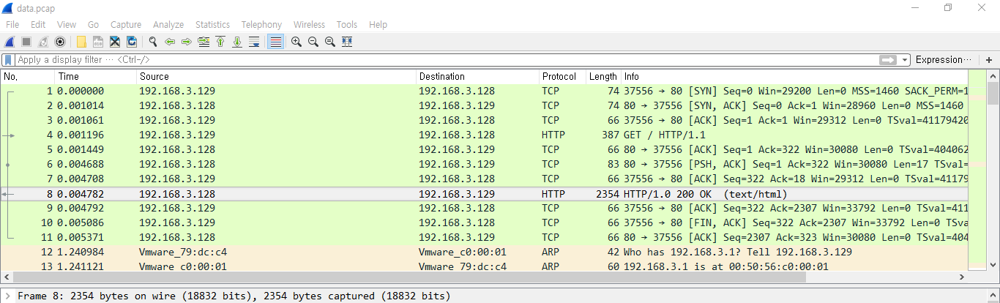 data.pcap
File Edit View Go Capture Analyze Statistics Telephony Wireless Tools Help
Apply a display filter ··· <Ctrl-/> Expression··· +
No. Time Source Destination Protocol Length Info
1 0.000000 192.168.3.129 192.168.3.128 TCP 74 37556 → 80 [SYN] Seq=0 Win=29200 Len=0 MSS=1460 SACK_PERM=1
2 0.001014 192.168.3.128 192.168.3.129 TCP 74 80 → 37556 [SYN, ACK] Seq=0 Ack=1 Win=28960 Len=0 MSS=1460
3 0.001061 192.168.3.129 192.168.3.128 TCP 66 37556 → 80 [ACK] Seq=1 Ack=1 Win=29312 Len=0 TSval=41179420
4 0.001196 192.168.3.129 192.168.3.128 HTTP 387 GET / HTTP/1.1
5 0.001449 192.168.3.128 192.168.3.129 TCP 66 80 → 37556 [ACK] Seq=1 Ack=322 Win=30080 Len=0 TSval=404062
6 0.004688 192.168.3.128 192.168.3.129 TCP 83 80 → 37556 [PSH, ACK] Seq=1 Ack=322 Win=30080 Len=17 TSval=
7 0.004708 192.168.3.129 192.168.3.128 TCP 66 37556 → 80 [ACK] Seq=322 Ack=18 Win=29312 Len=0 TSval=41179
8 0.004782 192.168.3.128 192.168.3.129 HTTP 2354 HTTP/1.0 200 OK (text/html)
9 0.004792 192.168.3.129 192.168.3.128 TCP 66 37556 → 80 [ACK] Seq=322 Ack=2307 Win=33792 Len=0 TSval=411
10 0.005086 192.168.3.129 192.168.3.128 TCP 66 37556 → 80 [FIN, ACK] Seq=322 Ack=2307 Win=33792 Len=0 TSva
11 0.005371 192.168.3.128 192.168.3.129 TCP 66 80 → 37556 [ACK] Seq=2307 Ack=323 Win=30080 Len=0 TSval=404
12 1.240984 Vmware_79:dc:c4 Vmware_c0:00:01 ARP 42 Who has 192.168.3.1? Tell 192.168.3.129
13 1.241121 Vmware_c0:00:01 Vmware_79:dc:c4 ARP 60 192.168.3.1 is at 00:50:56:c0:00:01
Frame 8: 2354 bytes on wire (18832 bits), 2354 bytes captured (18832 bits)